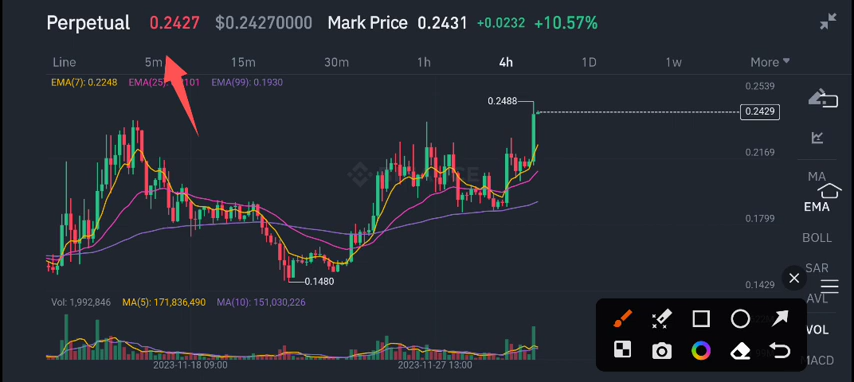 Perpetual 0.2427 $0.24270000 Mark Price 0.2431 +0.0232 +10.57%
Line 5m 15m 30m 1h 4h 1D 1w More
EMA(7): 0.2248 EMA(25): 101 EMA(99): 0.1930
0.2539
0.2488
0.2429
0.2169
MA
EMA
0.1799
BOLL
SAR
0.1480
0.1429
AVL
Vol: 1,992,846 MA(5): 171,836,490 MA(10): 151,030,226
VOL
MACD
2023-11-18 09:00 2023-11-27 13:00